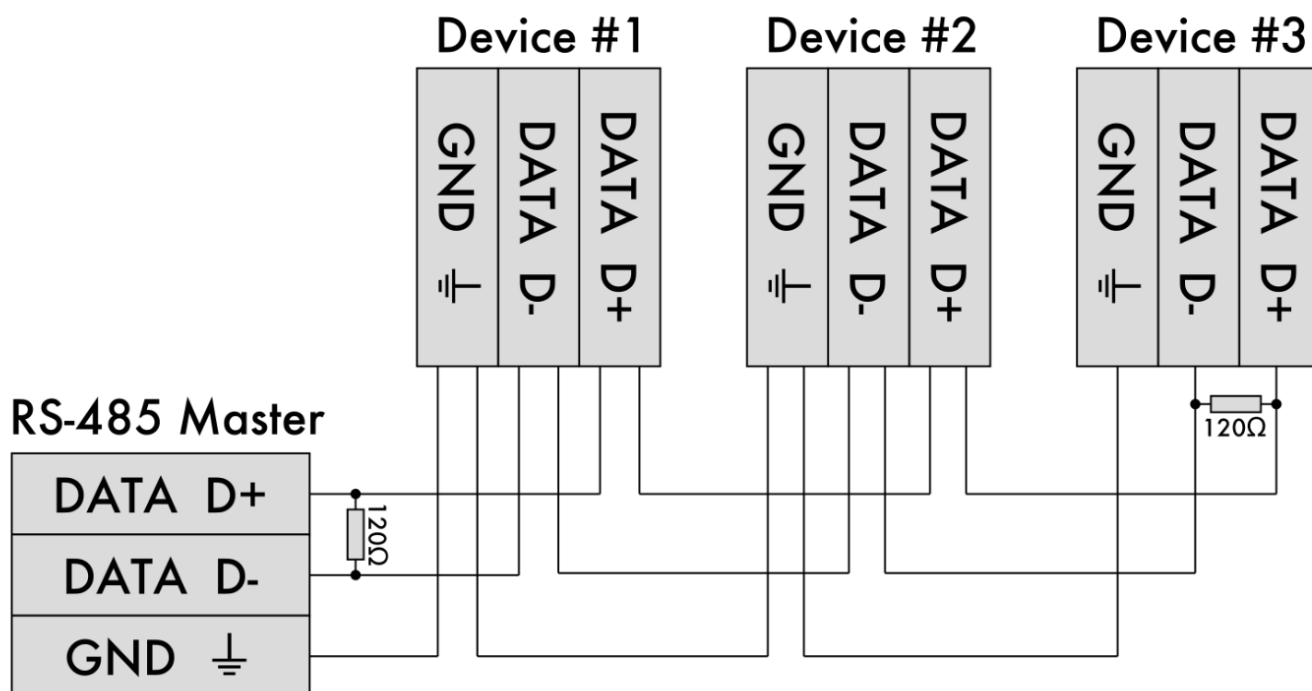 Device #1
Device #2
Device #3
GND
DATA D-
DATA D+
GND
DATA D-
DATA D+
GND
DATA D-
DATA D+
120Ω
RS-485 Master
DATA D+
120Ω
DATA D-
GND